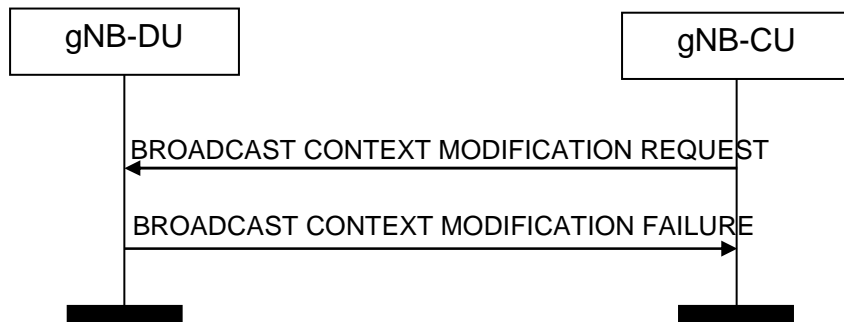 gNB-DU
gNB-CU
BROADCAST CONTEXT MODIFICATION REQUEST
BROADCAST CONTEXT MODIFICATION FAILURE